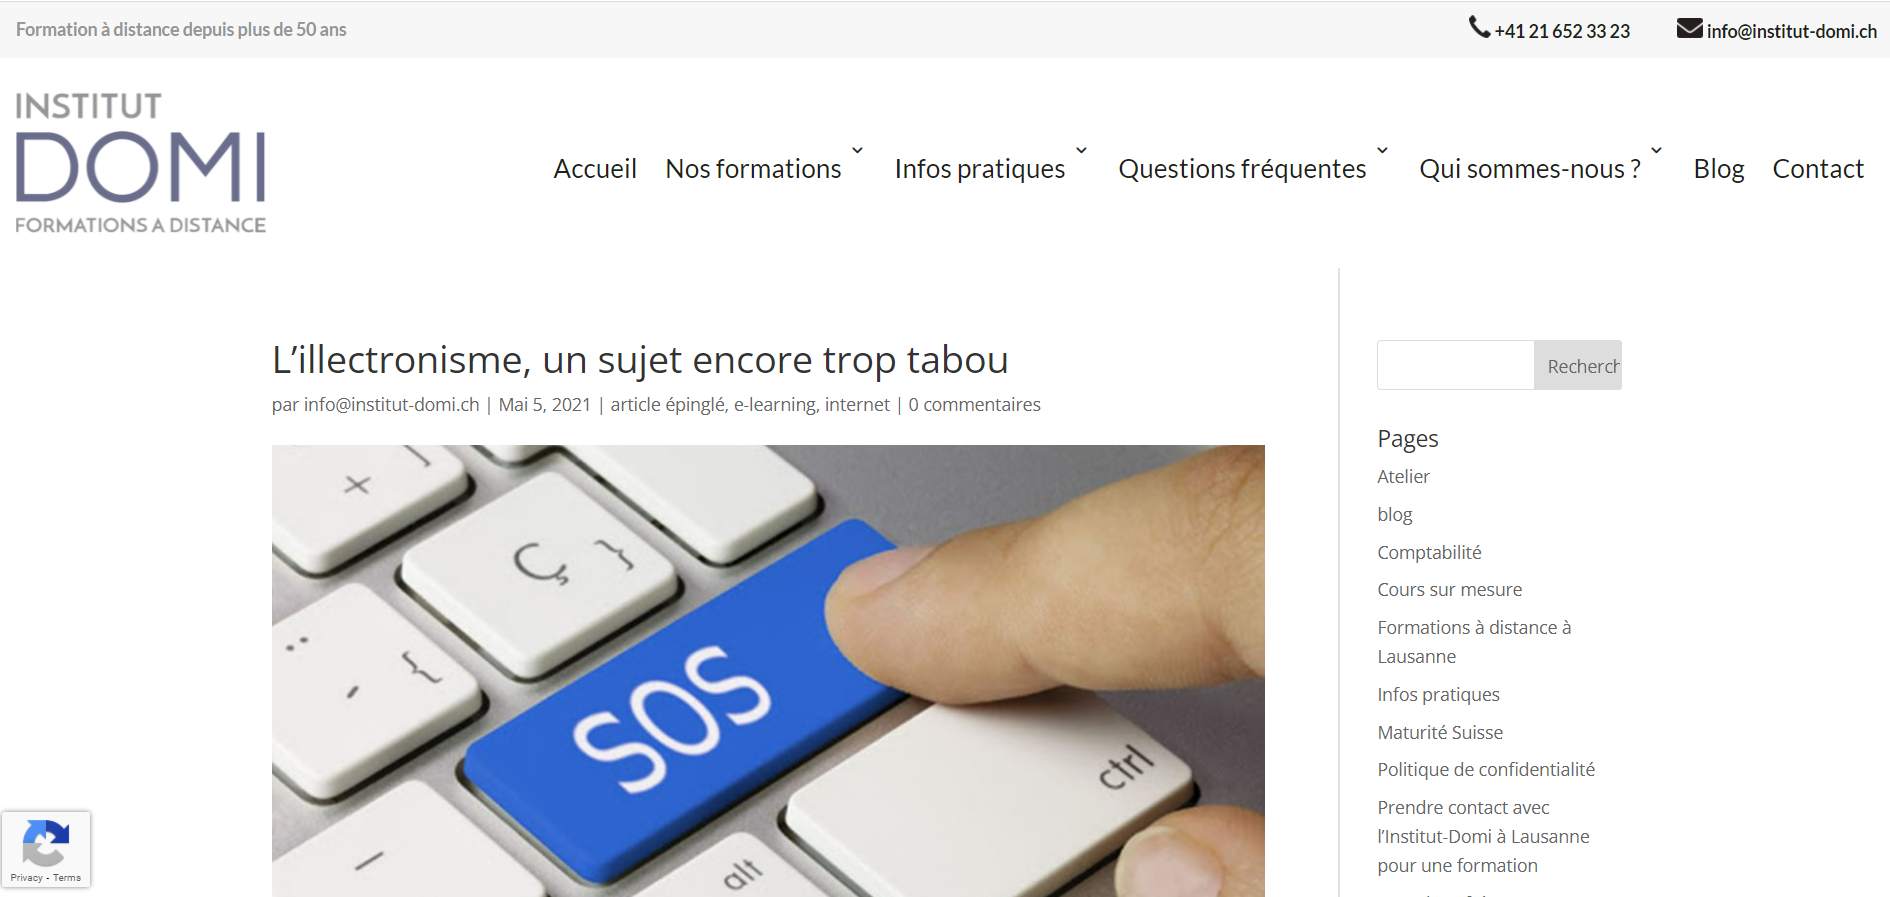 Formation à distance depuis plus de 50 ans
+41 21 652 33 23
info@institut-domi.ch
INSTITUT
DOMI
FORMATIONS A DISTANCE
Accueil
Nos formations
Infos pratiques
Questions fréquentes
Qui sommes-nous ?
Blog
Contact
L’illectronisme, un sujet encore trop tabou
par info@institut-domi.ch | Mai 5, 2021 | article épinglé, e-learning, internet | 0 commentaires
Ç }
{
SOS
ctrl
alt
Recherch
Pages
Atelier
blog
Comptabilité
Cours sur mesure
Formations à distance à
Lausanne
Infos pratiques
Maturité Suisse
Politique de confidentialité
Prendre contact avec
l’Institut-Domi à Lausanne
pour une formation
Privacy - Terms